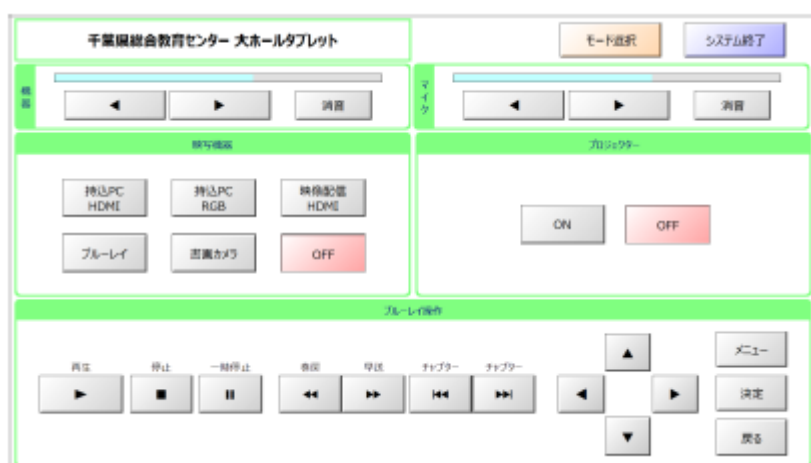 千葉県総合教育センター 大ホールタブレット
モード選択
システム終了
機器
消音
マイク
消音
映写機器
プロジェクター
持込PC
HDMI
持込PC
RGB
映像配信
HDMI
ブルーレイ
書画カメラ
OFF
ON
OFF
ブルーレイ操作
再生
停止
一時停止
巻戻
早送
チャプター
チャプター
メニュー
決定
戻る